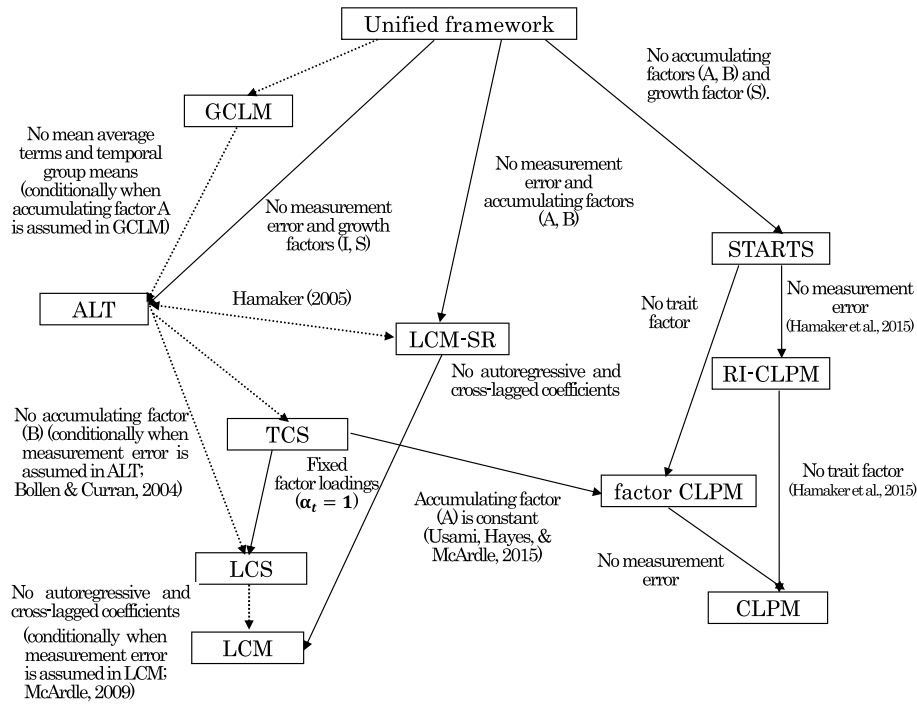 Unified framework
No accumulating
factors (A, B) and
growth factor (S).
GCLM
No mean average
terms and temporal
group means
(conditionally when
accumulating factor A
is assumed in GCLM)
No measurement
error and growth
factors (I, S)
No measurement
error and
accumulating factors
(A, B)
STARTS
ALT
Hamaker (2005)
LCM-SR
No trait
factor
No measurement
error
(Hamaker et al., 2015)
RI-CLPM
No autoregressive and
cross-lagged coefficients
No accumulating factor
(B) (conditionally when
measurement error is
assumed in ALT;
Bollen & Curran, 2004)
TCS
Fixed
factor loadings
(αₜ = 1)
Accumulating factor
(A) is constant
(Usami, Hayes, &
McArdle, 2015)
factor CLPM
No trait factor
(Hamaker et al., 2015)
No measurement
error
CLPM
LCS
No autoregressive and
cross-lagged coefficients
(conditionally when
measurement error
is assumed in LCM;
McArdle, 2009)
LCM